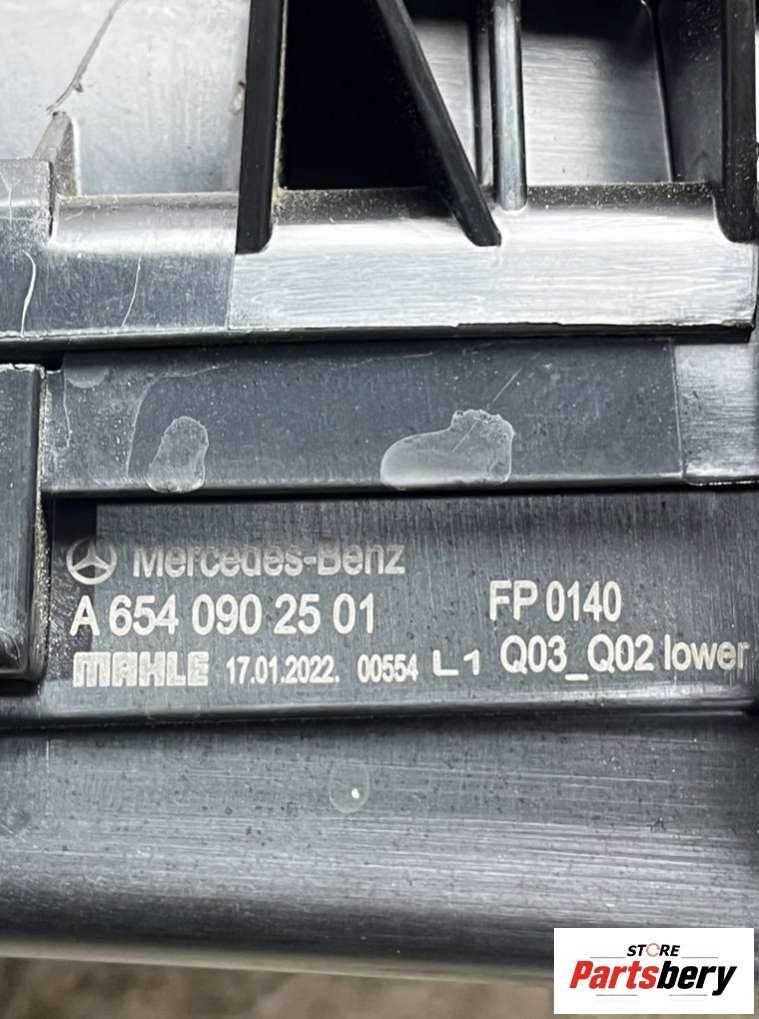 Mercedes-Benz
A 654 090 25 01
FP 0140
MAHLE 17.01.2022. 00554 L1
Q03_Q02 lower
STORE
Partsbery